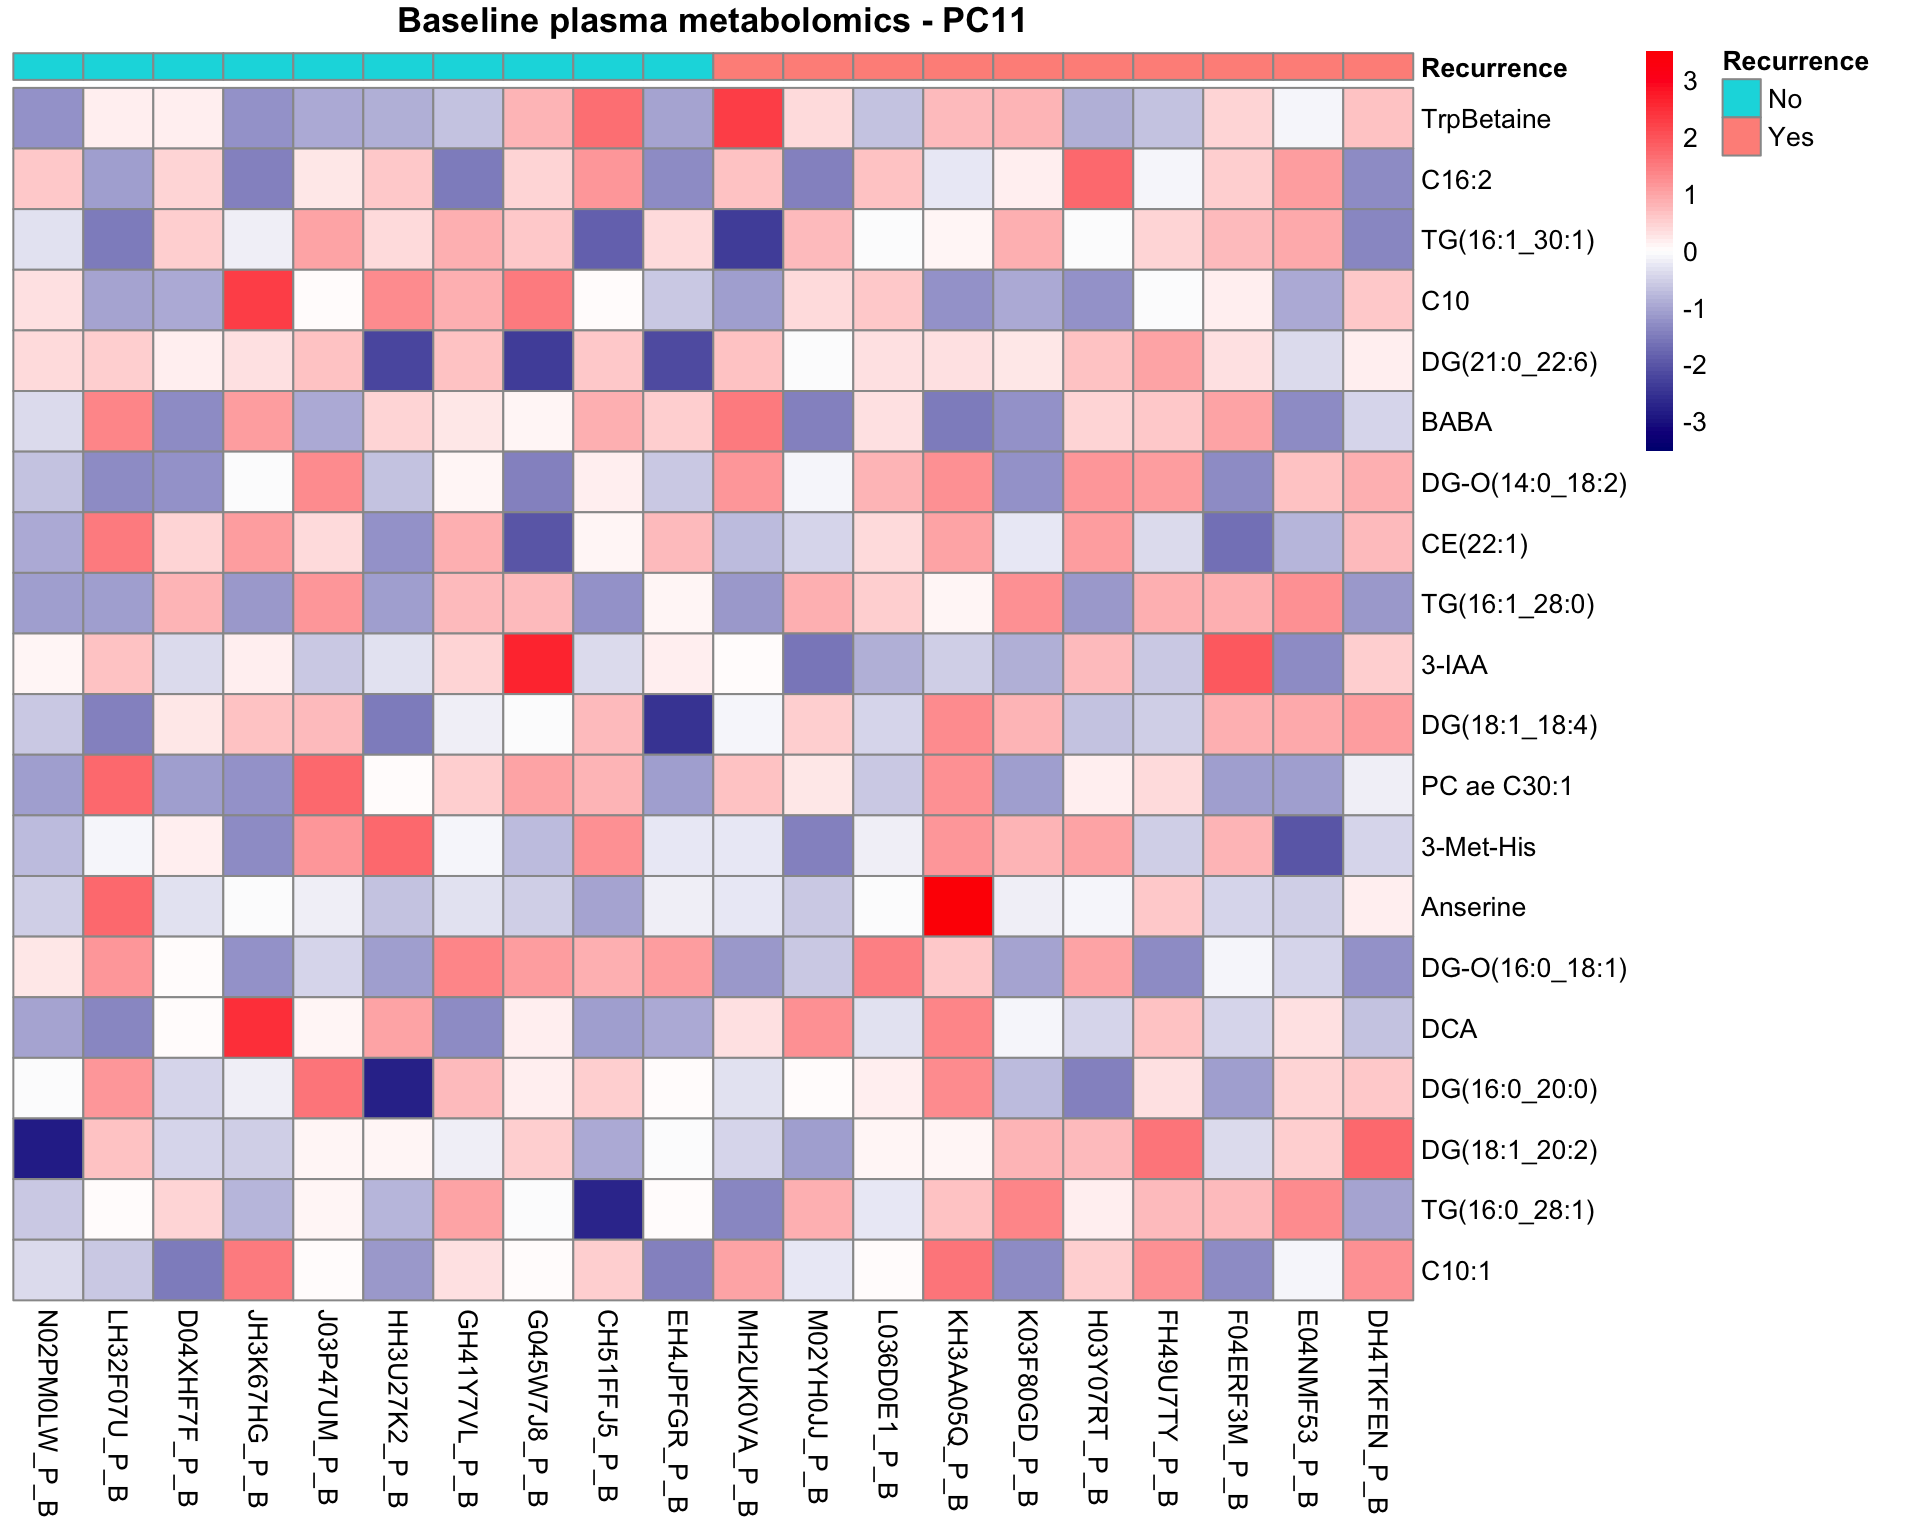 Baseline plasma metabolomics - PC11
Recurrence
TrpBetaine
C16:2
TG(16:1_30:1)
C10
DG(21:0_22:6)
BABA
DG-O(14:0_18:2)
CE(22:1)
TG(16:1_28:0)
3-IAA
DG(18:1_18:4)
PC ae C30:1
3-Met-His
Anserine
DG-O(16:0_18:1)
DCA
DG(16:0_20:0)
DG(18:1_20:2)
TG(16:0_28:1)
C10:1
3
2
1
0
-1
-2
-3
Recurrence
No
Yes
N02PM0LW_P_B
LH32F07U_P_B
D04XHF7F_P_B
JH3K67HG_P_B
J03P47UM_P_B
HH3U27K2_P_B
GH41Y7VL_P_B
G045W7J8_P_B
CH51FFJ5_P_B
EH4JPFGR_P_B
MH2UK0VA_P_B
M02YH0JJ_P_B
L036D0E1_P_B
KH3AA05Q_P_B
K03F80GD_P_B
H03Y07RT_P_B
FH49U7TY_P_B
F04ERF3M_P_B
E04NMF53_P_B
DH4TKFEN_P_B